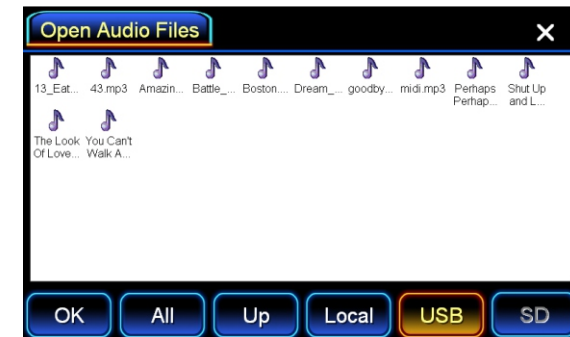 Open Audio Files
13_Eat... 43.mp3 Amazin... Battle_... Boston.... Dream_... goodby... midi.mp3 Perhaps Shut Up
Perhap... and L...
The Look You Can't
Of Love... Walk A...
OK All Up Local USB SD